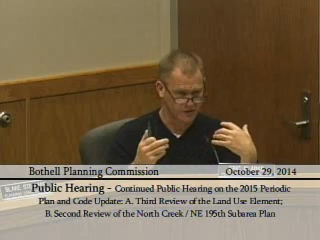 Bothell Planning Commission October 29, 2014
Public Hearing - Continued Public Hearing on the 2015 Periodic
Plan and Code Update: A. Third Review of the Land Use Element;
B. Second Review of the North Creek / NE 195th Subarea Plan